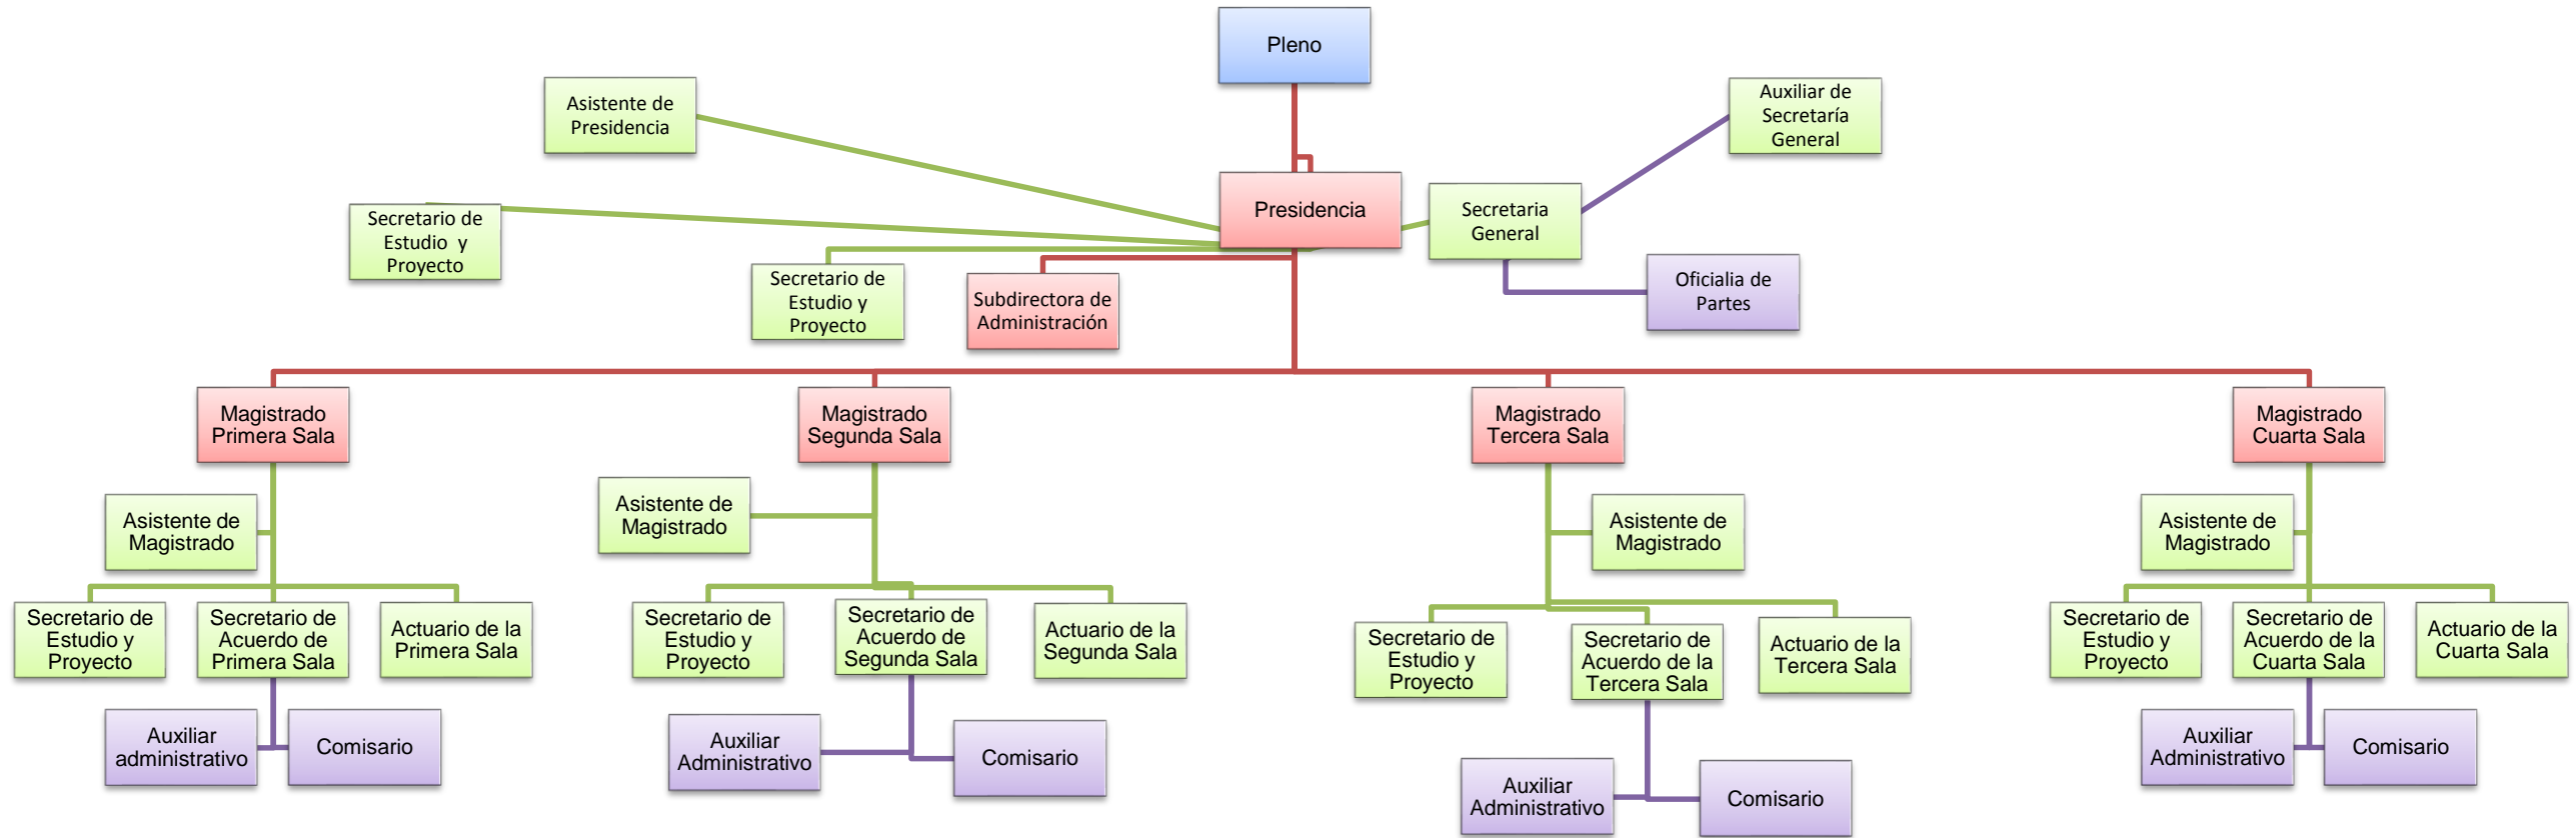 Pleno
Asistente de
Presidencia
Auxiliar de
Secretaría
General
Presidencia
Secretaria
General
Secretario de
Estudio y
Proyecto
Secretario de
Estudio y
Proyecto
Subdirectora de
Administración
Oficialia de
Partes
Magistrado
Primera Sala
Magistrado
Segunda Sala
Magistrado
Tercera Sala
Magistrado
Cuarta Sala
Asistente de
Magistrado
Asistente de
Magistrado
Asistente de
Magistrado
Asistente de
Magistrado
Secretario de
Estudio y
Proyecto
Secretario de
Acuerdo de
Primera Sala
Actuario de la
Primera Sala
Secretario de
Estudio y
Proyecto
Secretario de
Acuerdo de
Segunda Sala
Actuario de la
Segunda Sala
Secretario de
Estudio y
Proyecto
Secretario de
Acuerdo de la
Tercera Sala
Actuario de la
Tercera Sala
Secretario de
Estudio y
Proyecto
Secretario de
Acuerdo de la
Cuarta Sala
Actuario de la
Cuarta Sala
Auxiliar
administrativo
Comisario
Auxiliar
Administrativo
Comisario
Auxiliar
Administrativo
Comisario
Auxiliar
Administrativo
Comisario